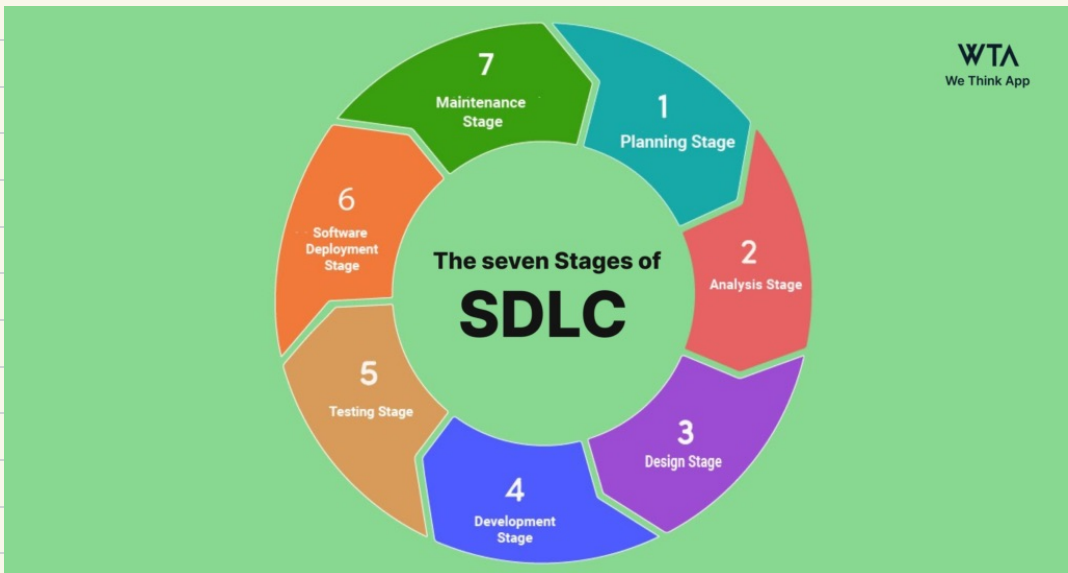 WTA
We Think App
The seven Stages of
SDLC
1
Planning Stage
2
Analysis Stage
3
Design Stage
4
Development
Stage
5
Testing Stage
6
Software
Deployment
Stage
7
Maintenance
Stage